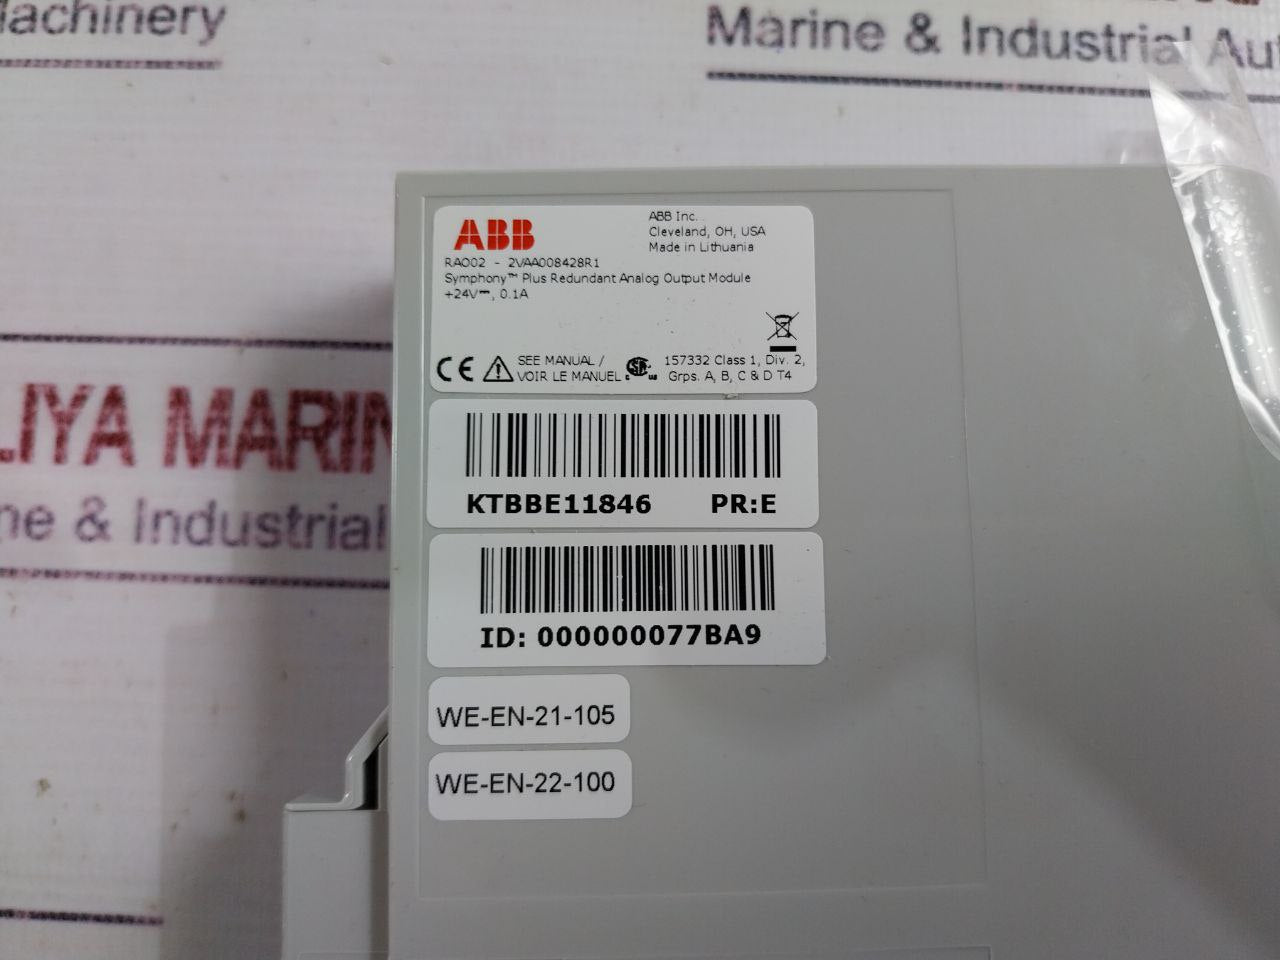 Machinery
Marine & Industrial
LIYA MARIN
ne & Industrial
ABB
ABB Inc.
Cleveland, OH, USA
Made in Lithuania
RAO02 - 2VAA008428R1
Symphony™ Plus Redundant Analog Output Module
+24V⎓, 0.1A
CE
SEE MANUAL /
VOIR LE MANUEL
157332 Class 1, Div. 2,
Grps. A, B, C & D T4
KTBBE11846 PR:E
ID: 000000077BA9
WE-EN-21-105
WE-EN-22-100